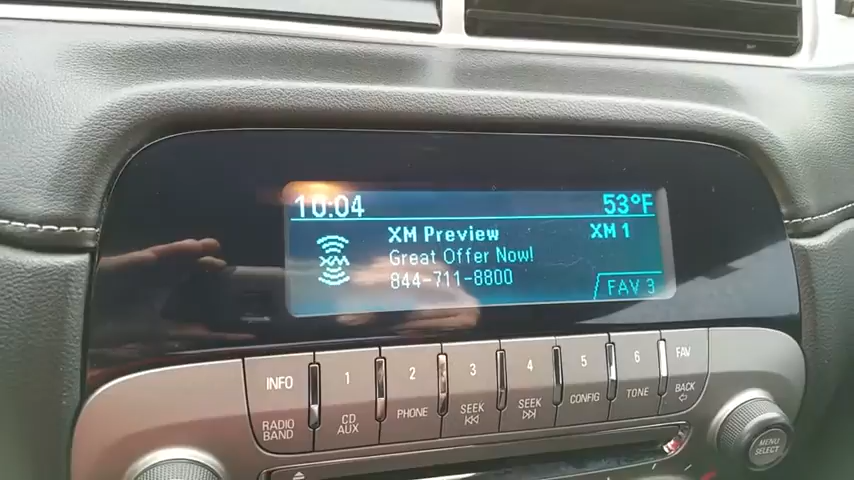 10:04 53°F
XM Preview XM 1
XM Great Offer Now!
844-711-8800
FAV 3
INFO 1 2 3 4 5 6 FAV
RADIO BAND CD AUX PHONE SEEK SEEK CONFIG TONE BACK
MENU
SELECT